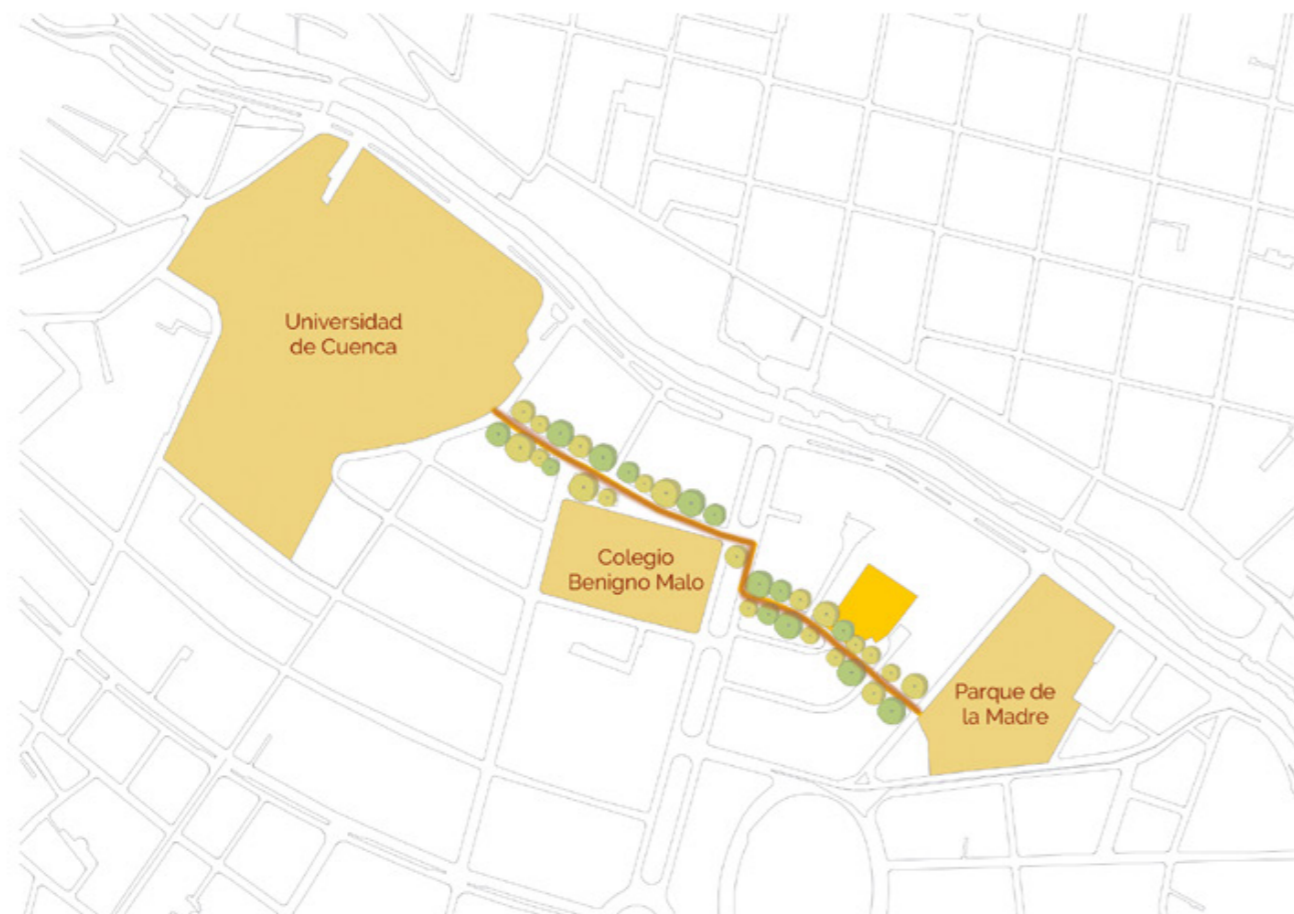 Universidad
de Cuenca
Colegio
Benigno Malo
Parque de
la Madre